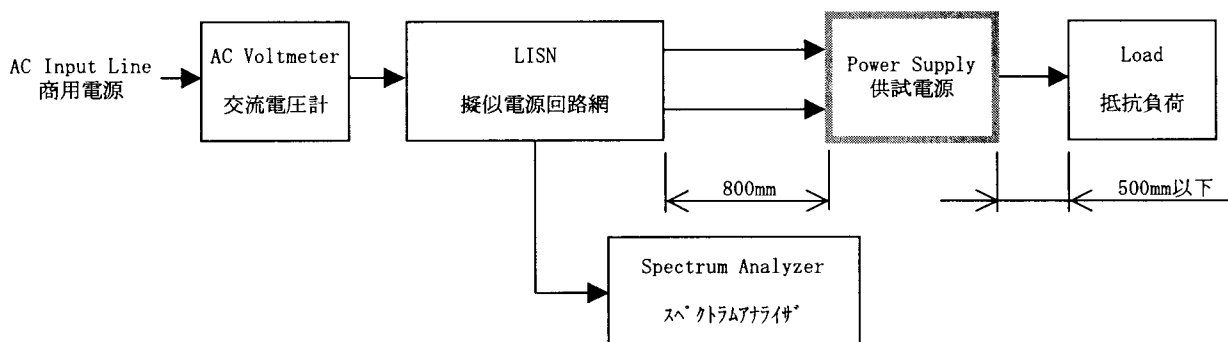 AC Input Line
商用電源
AC Voltmeter
交流電圧計
LISN
擬似電源回路網
Power Supply
供試電源
Load
抵抗負荷
800mm
500mm以下
Spectrum Analyzer
ｽﾍﾟｸﾄﾗﾑｱﾅﾗｲｻﾞ